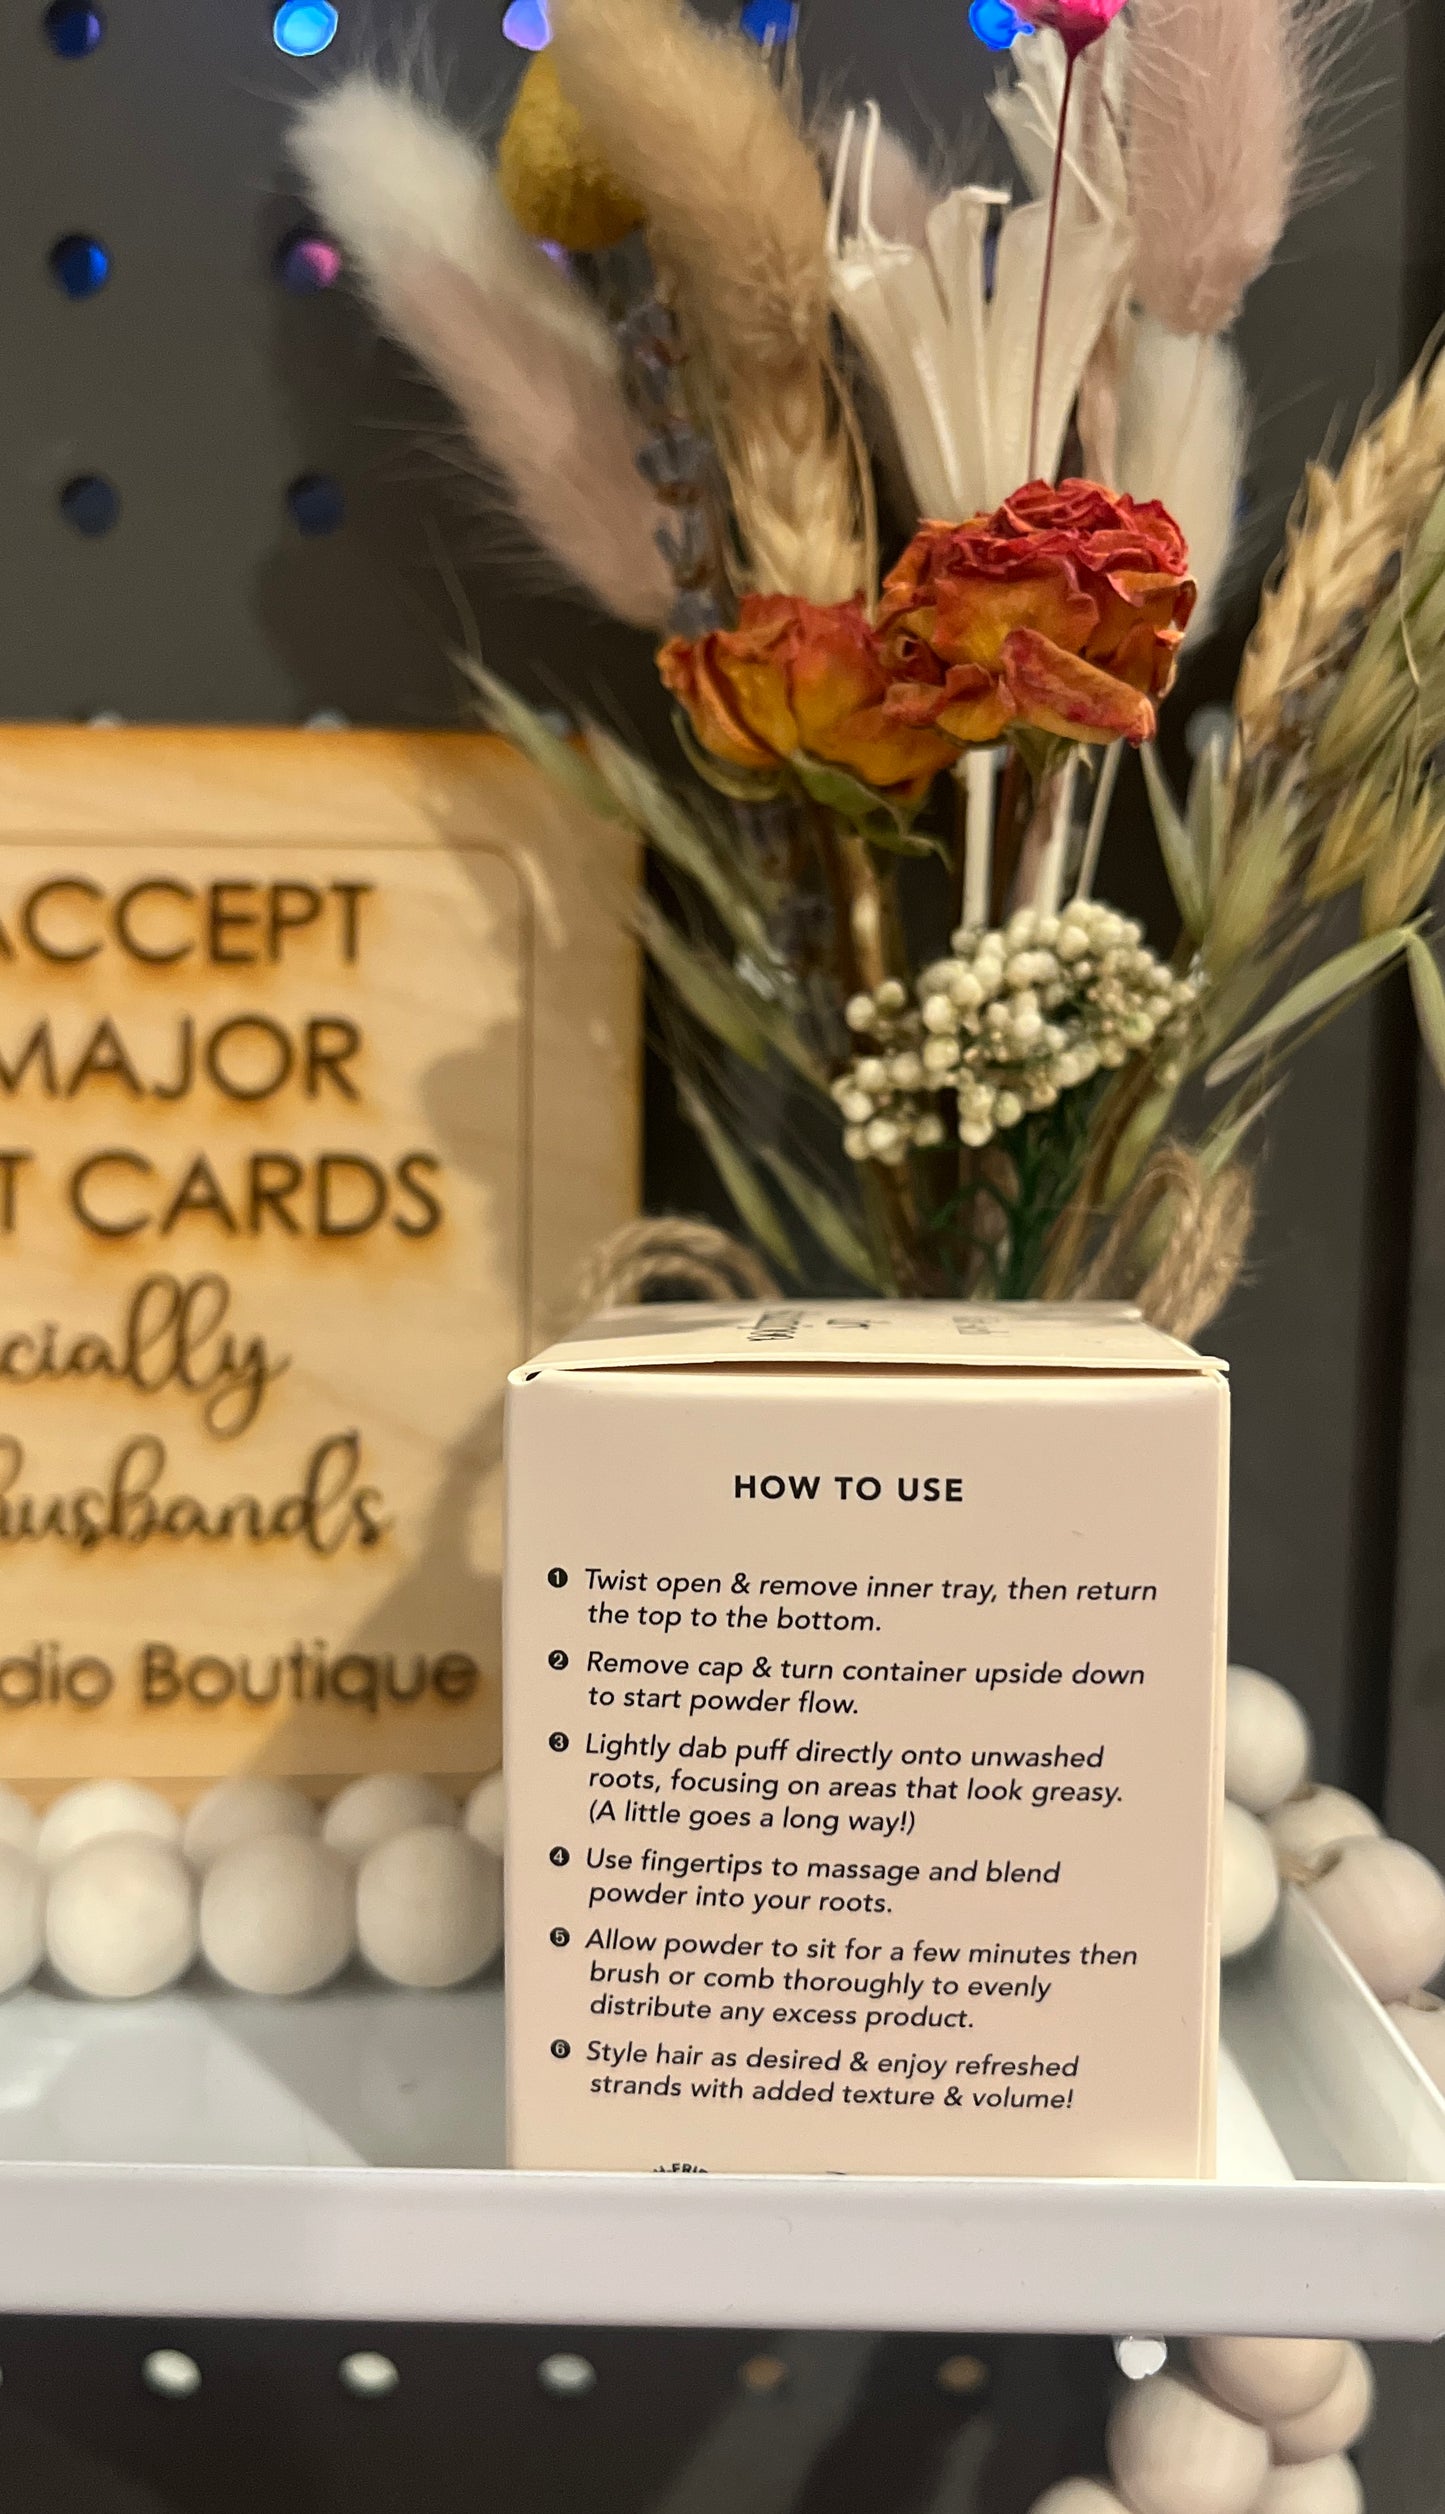 ACCEPT
MAJOR
T CARDS
cially
husbands
dio Boutique
HOW TO USE
❶ Twist open & remove inner tray, then return
the top to the bottom.
❷ Remove cap & turn container upside down
to start powder flow.
❸ Lightly dab puff directly onto unwashed
roots, focusing on areas that look greasy.
(A little goes a long way!)
❹ Use fingertips to massage and blend
powder into your roots.
❺ Allow powder to sit for a few minutes then
brush or comb thoroughly to evenly
distribute any excess product.
❻ Style hair as desired & enjoy refreshed
strands with added texture & volume!